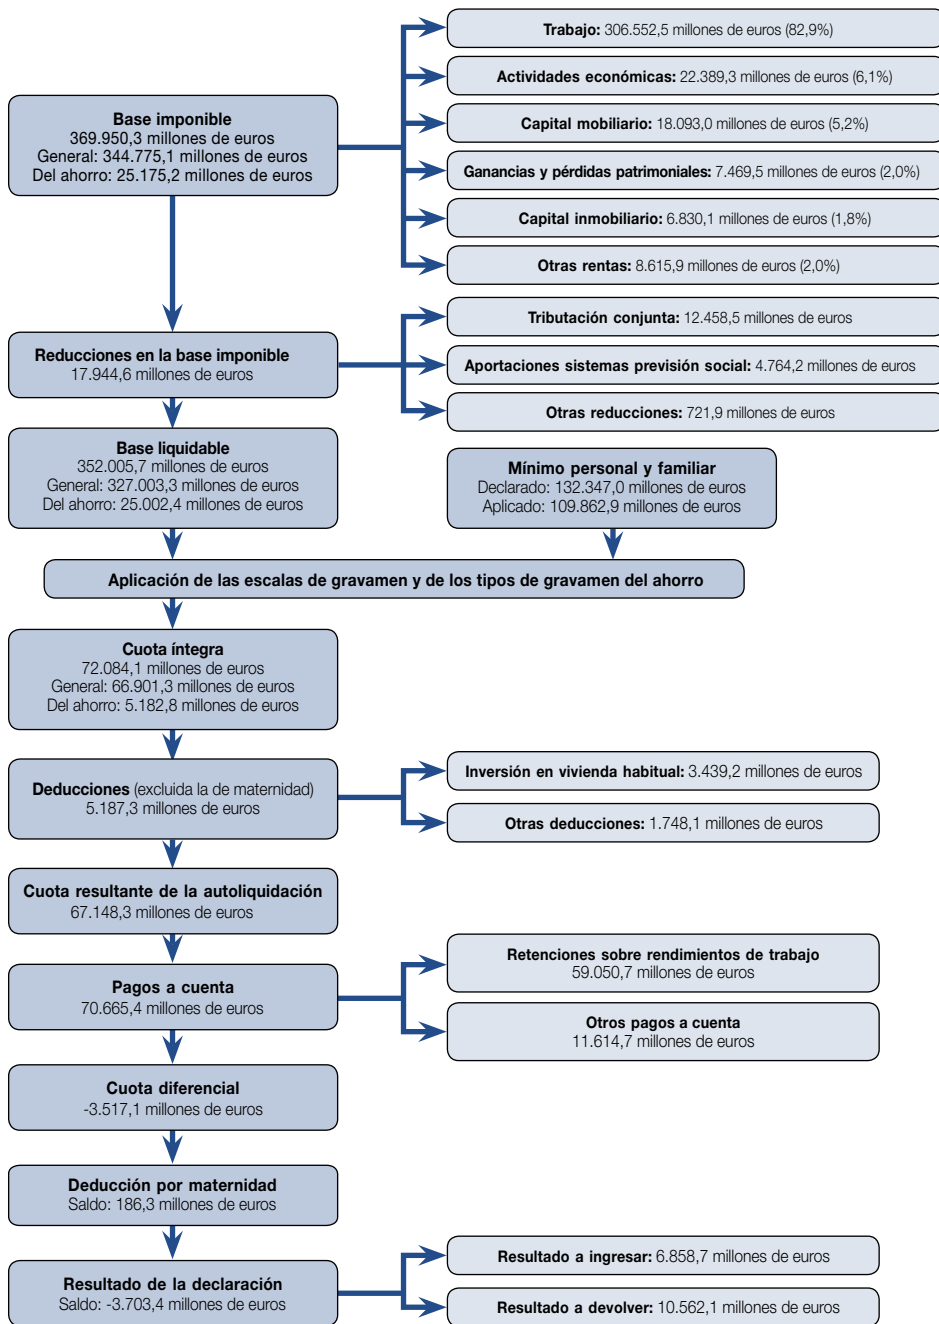 Base imponible
369.950,3 millones de euros
General: 344.775,1 millones de euros
Del ahorro: 25.175,2 millones de euros
Trabajo: 306.552,5 millones de euros (82,9%)
Actividades económicas: 22.389,3 millones de euros (6,1%)
Capital mobiliario: 18.093,0 millones de euros (5,2%)
Ganancias y pérdidas patrimoniales: 7.469,5 millones de euros (2,0%)
Capital inmobiliario: 6.830,1 millones de euros (1,8%)
Otras rentas: 8.615,9 millones de euros (2,0%)
Reducciones en la base imponible
17.944,6 millones de euros
Tributación conjunta: 12.458,5 millones de euros
Aportaciones sistemas previsión social: 4.764,2 millones de euros
Otras reducciones: 721,9 millones de euros
Base liquidable
352.005,7 millones de euros
General: 327.003,3 millones de euros
Del ahorro: 25.002,4 millones de euros
Mínimo personal y familiar
Declarado: 132.347,0 millones de euros
Aplicado: 109.862,9 millones de euros
Aplicación de las escalas de gravamen y de los tipos de gravamen del ahorro
Cuota íntegra
72.084,1 millones de euros
General: 66.901,3 millones de euros
Del ahorro: 5.182,8 millones de euros
Deducciones (excluida la de maternidad)
5.187,3 millones de euros
Inversión en vivienda habitual: 3.439,2 millones de euros
Otras deducciones: 1.748,1 millones de euros
Cuota resultante de la autoliquidación
67.148,3 millones de euros
Pagos a cuenta
70.665,4 millones de euros
Retenciones sobre rendimientos de trabajo
59.050,7 millones de euros
Otros pagos a cuenta
11.614,7 millones de euros
Cuota diferencial
-3.517,1 millones de euros
Deducción por maternidad
Saldo: 186,3 millones de euros
Resultado de la declaración
Saldo: -3.703,4 millones de euros
Resultado a ingresar: 6.858,7 millones de euros
Resultado a devolver: 10.562,1 millones de euros